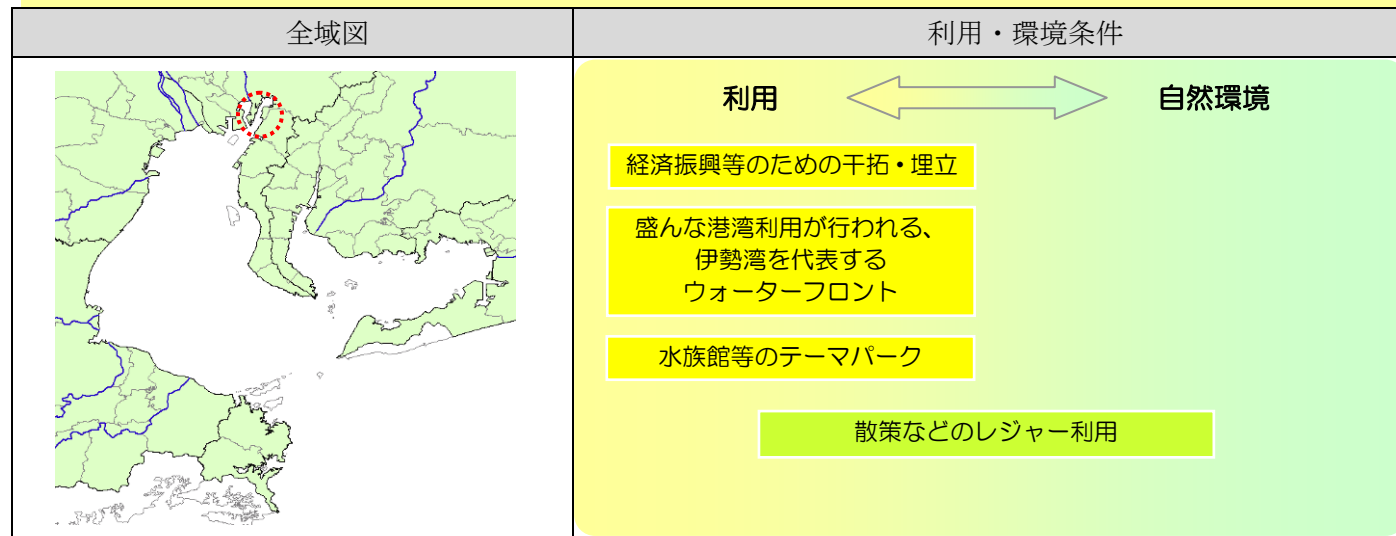 全域図
利用・環境条件
利用
自然環境
経済振興等のための干拓・埋立
盛んな港湾利用が行われる、
伊勢湾を代表する
ウォーターフロント
水族館等のテーマパーク
散策などのレジャー利用